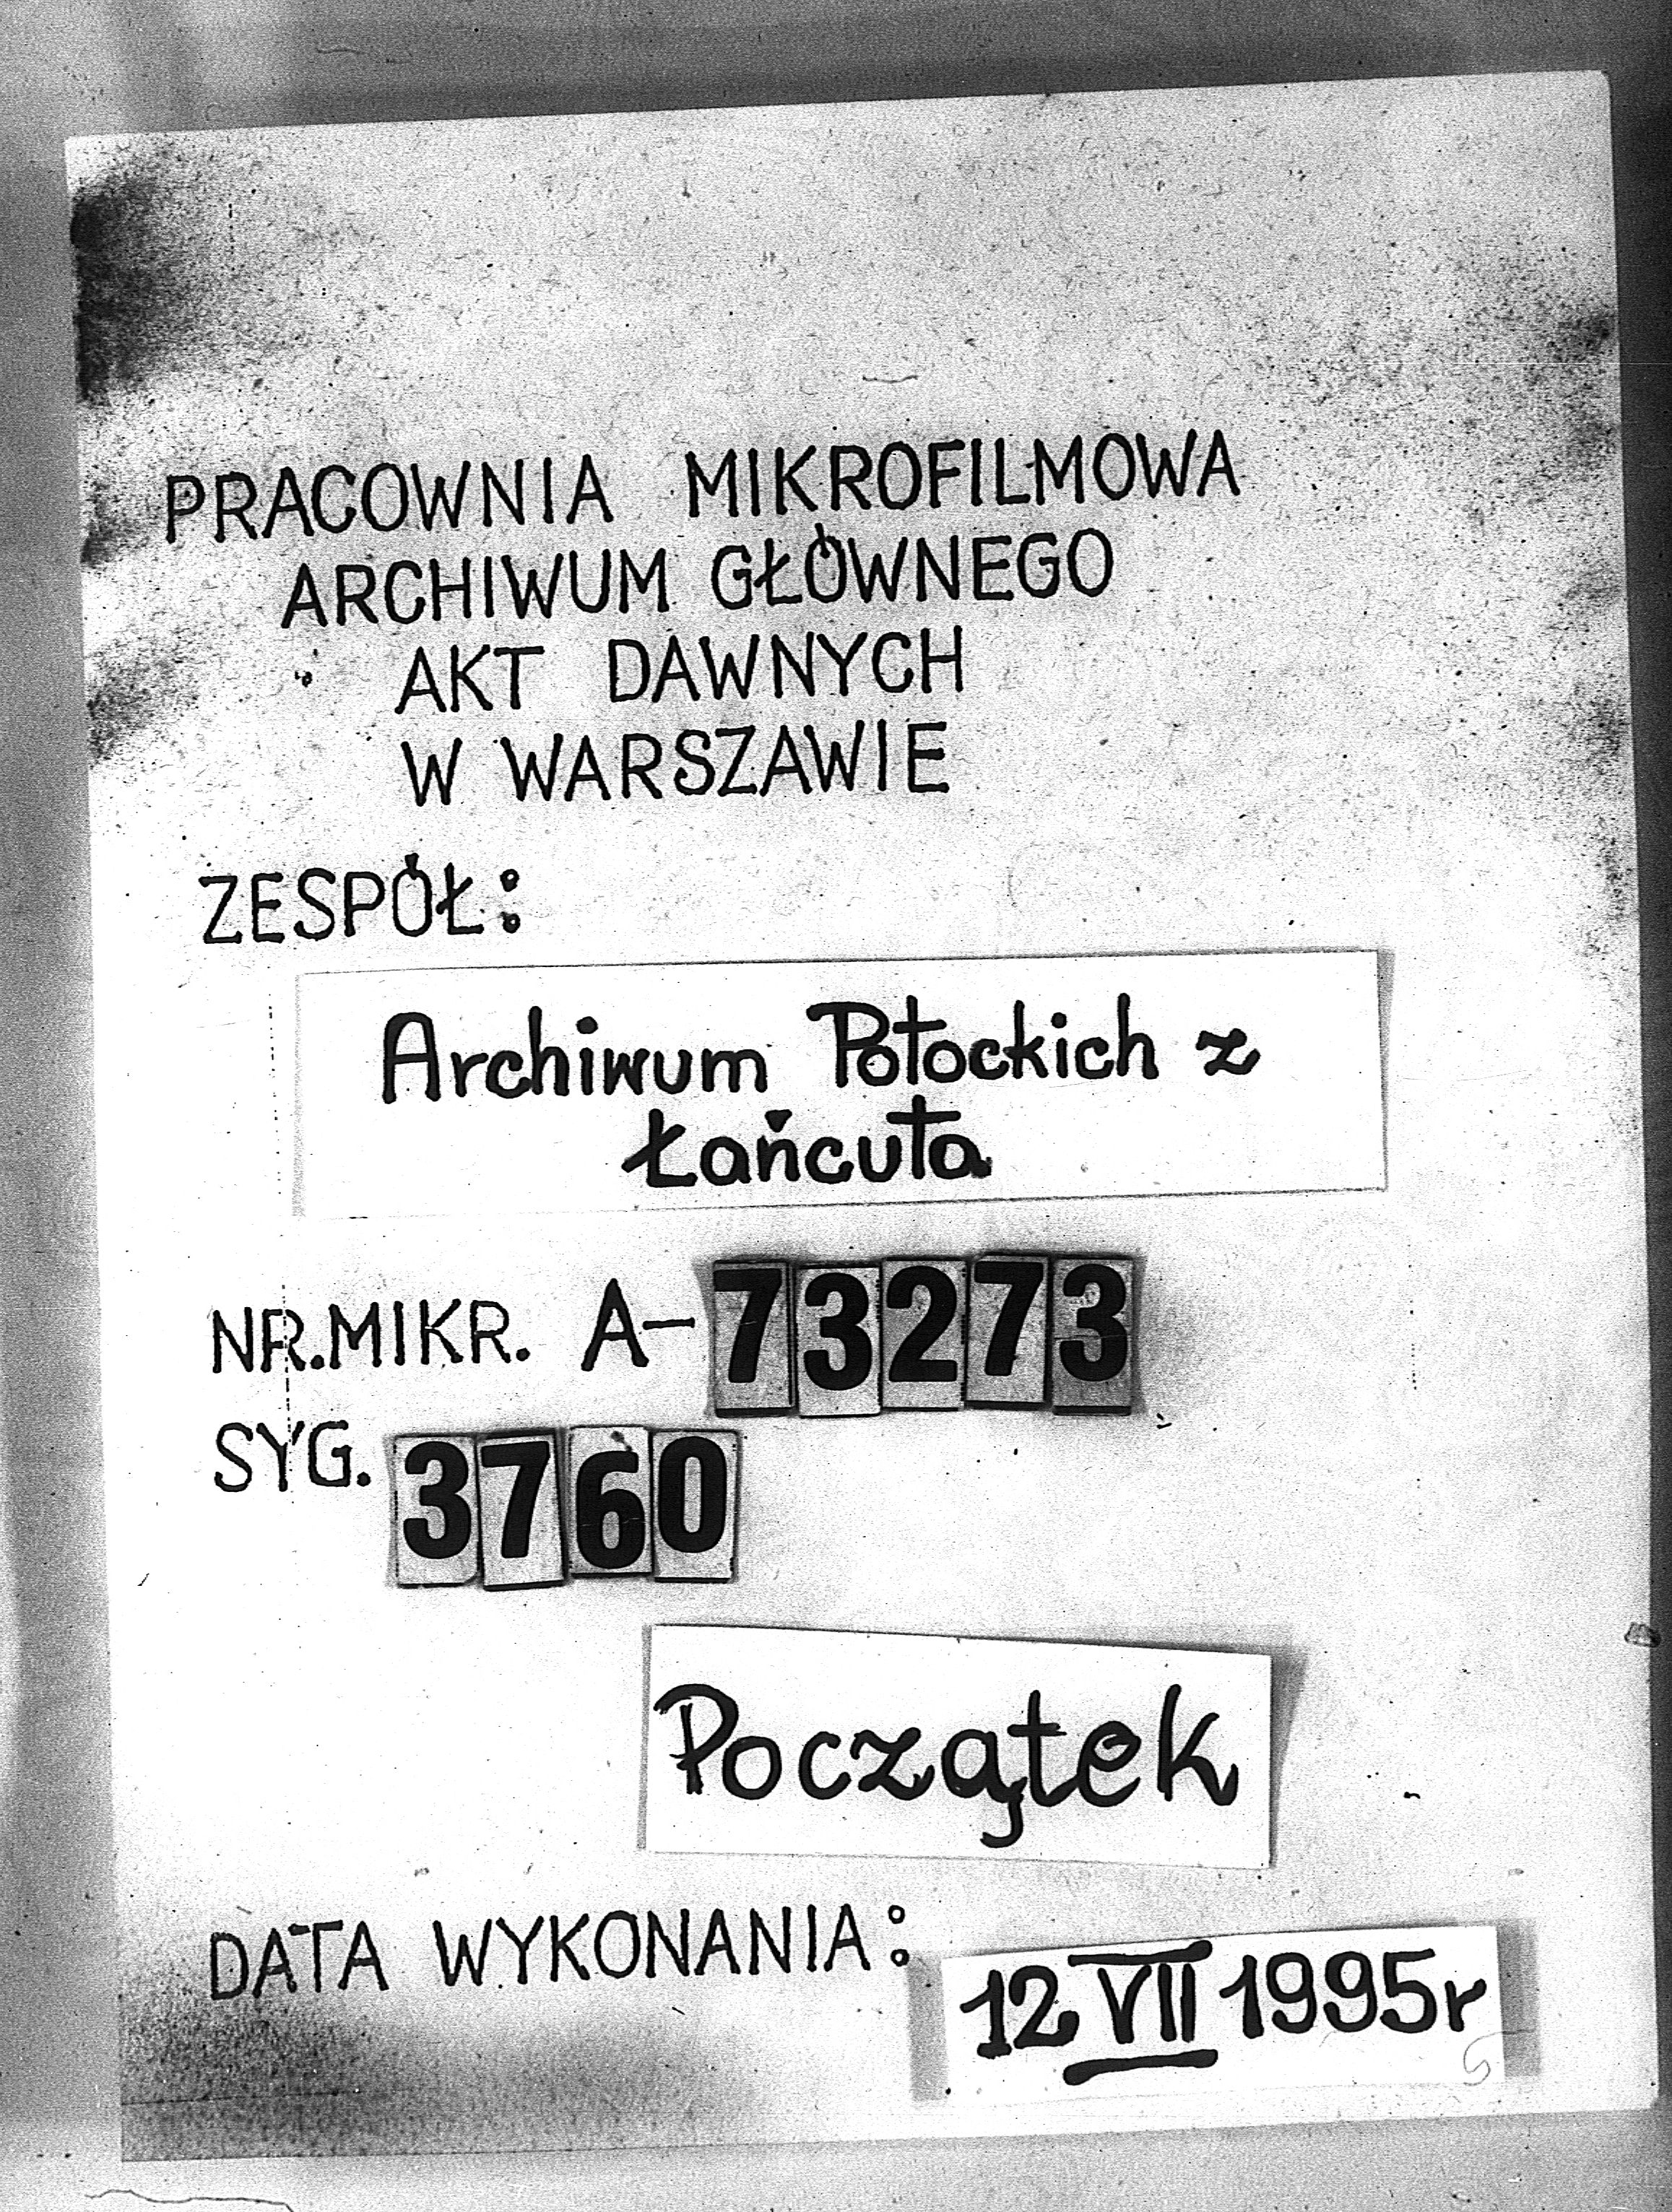 PRACOWNIA MIKROFILMOWA
ARCHIWUM GŁÓWNEGO
AKT DAWNYCH
W WARSZAWIE
ZESPÓŁ:
Archiwum Potockich z
Łańcuta
NR.MIKR. A-73273
SYG. 3760
Początek
DATA WYKONANIA: 12 VII 1995r